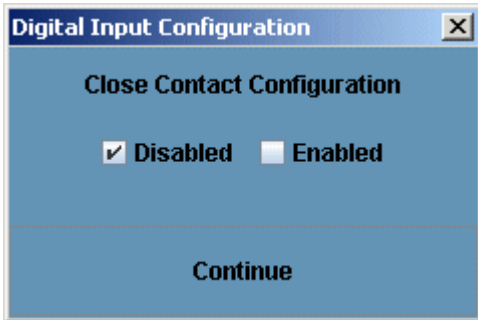 Digital Input Configuration
Close Contact Configuration
Disabled Enabled
Continue